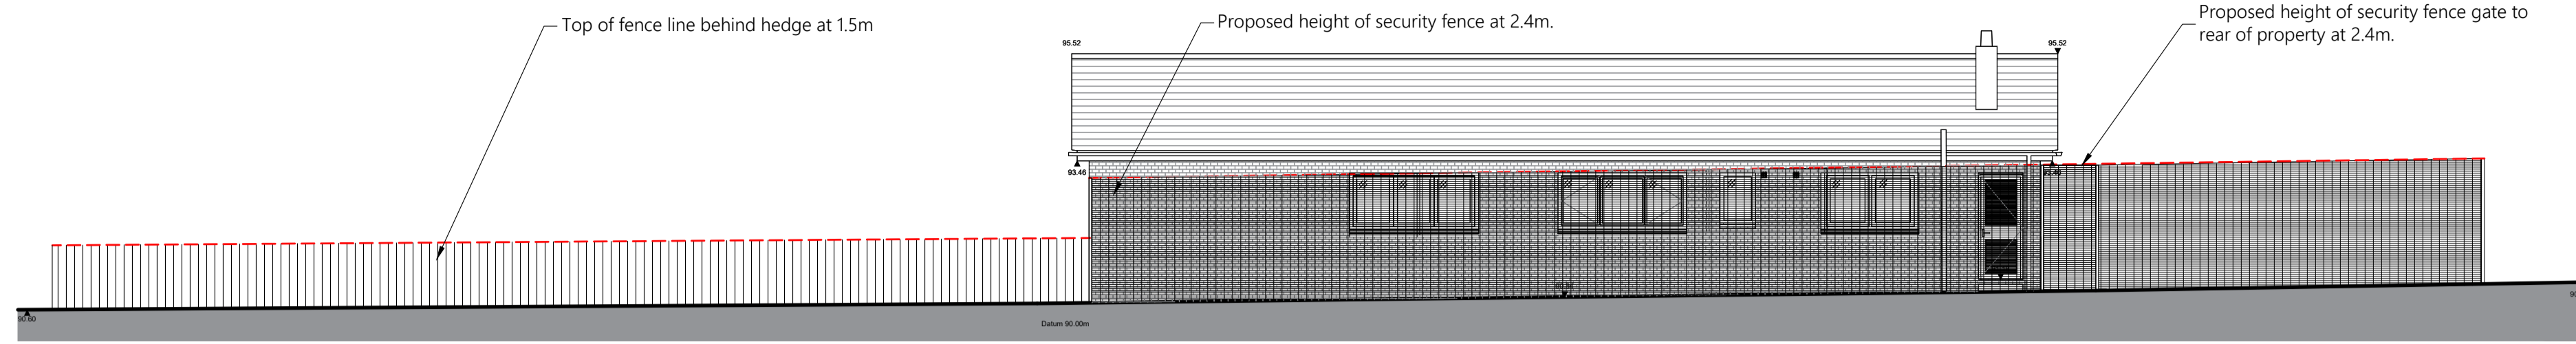 Top of fence line behind hedge at 1.5m
Proposed height of security fence at 2.4m.
Proposed height of security fence gate to
rear of property at 2.4m.
95.52
95.52
93.46
90.60
Datum 90.00m